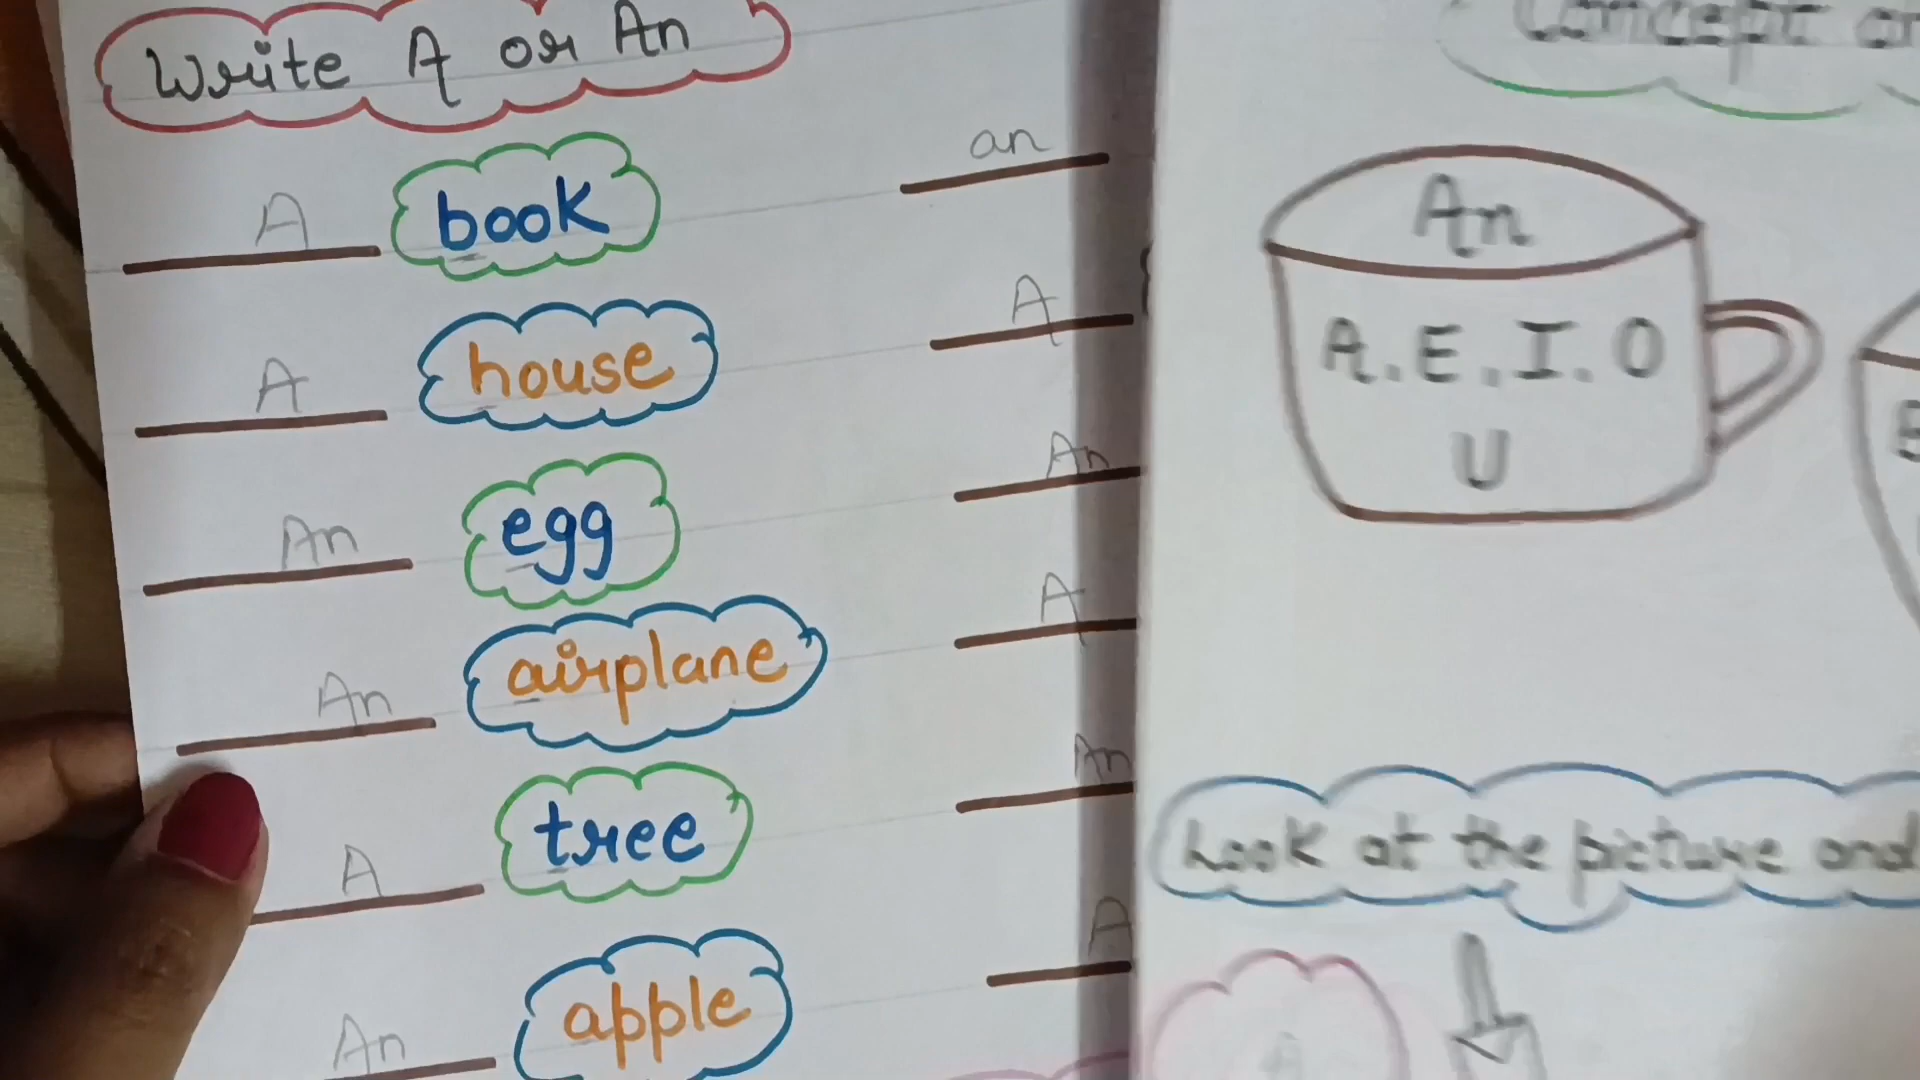 Write A or An
A book
an
A house
A
An egg
An
An airplane
A
A tree
An
An apple
A
Concept
An
A. E. I. O
U
Look at the picture and